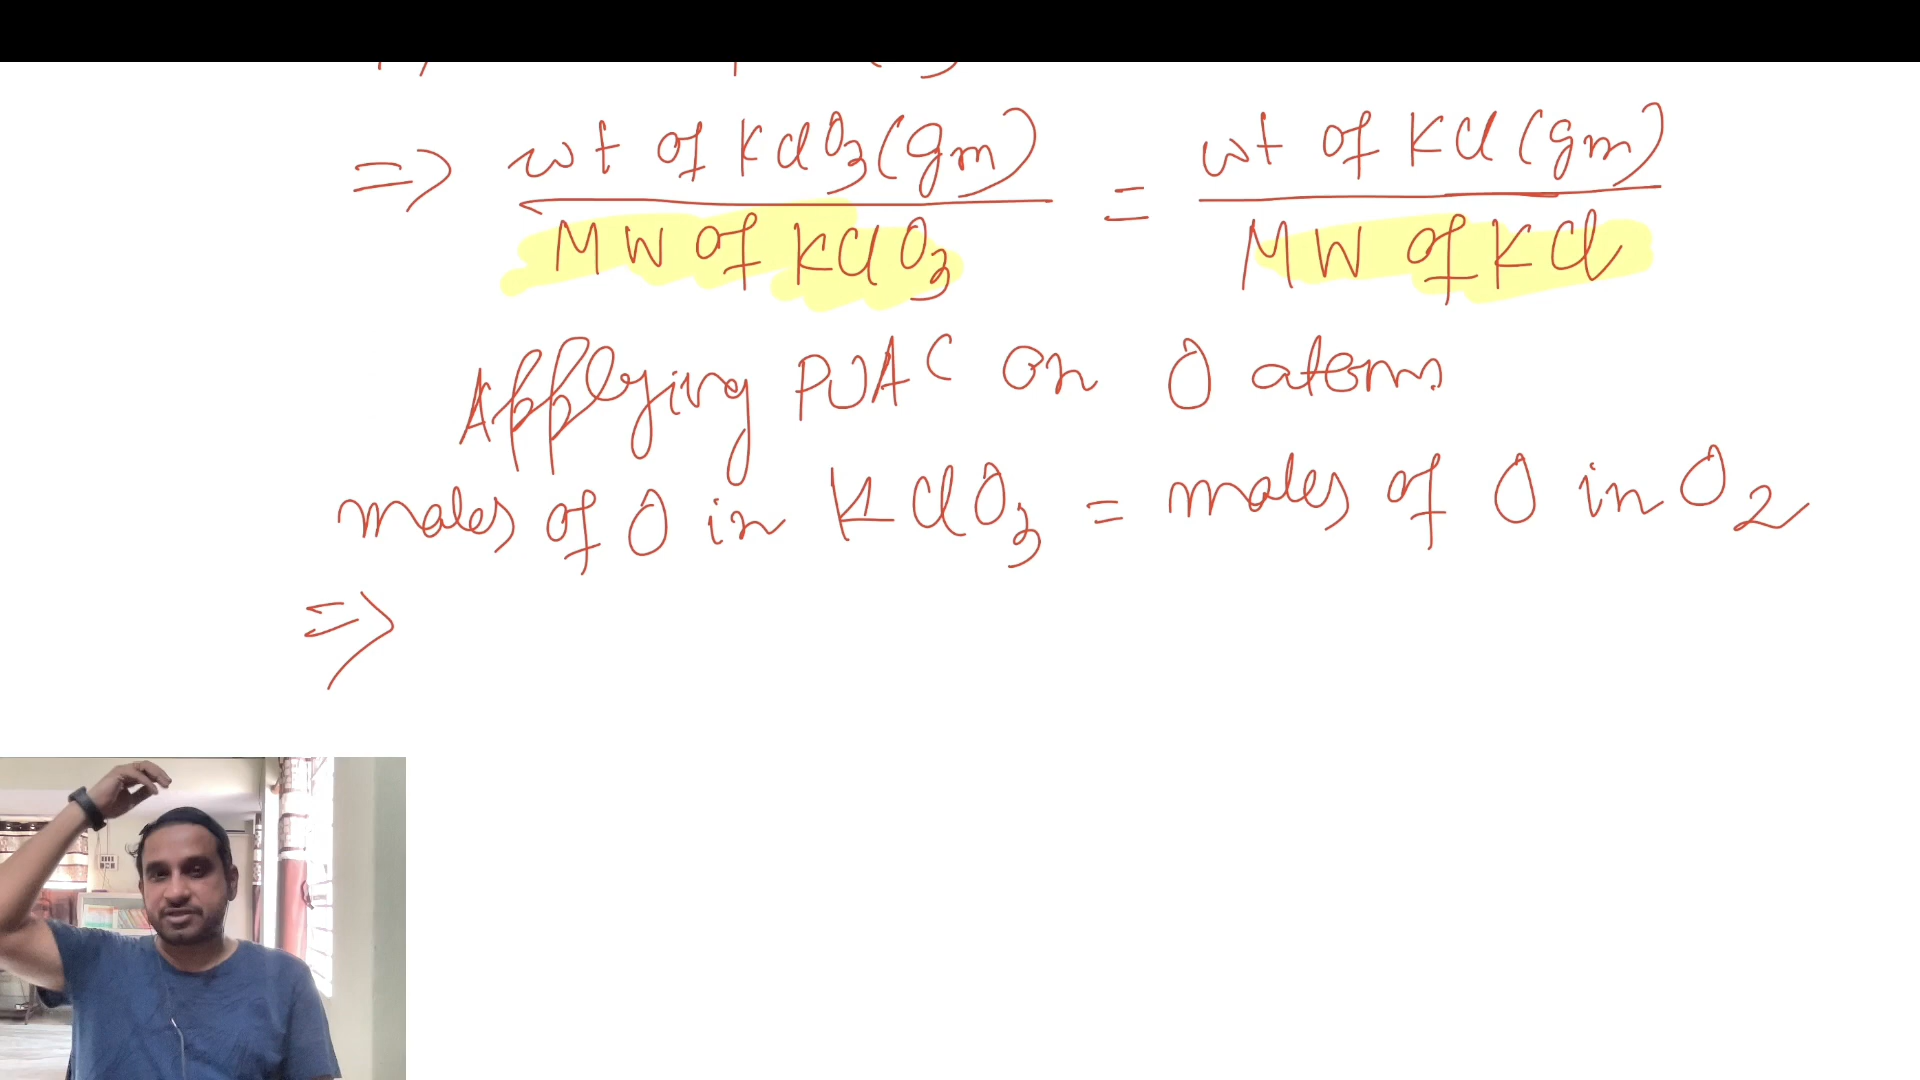 => wt of KClO3 (gm) / MW of KClO3 = wt of KCl (gm) / MW of KCl
Applying POAC on O atoms
moles of O in KClO3 = moles of O in O2
=>